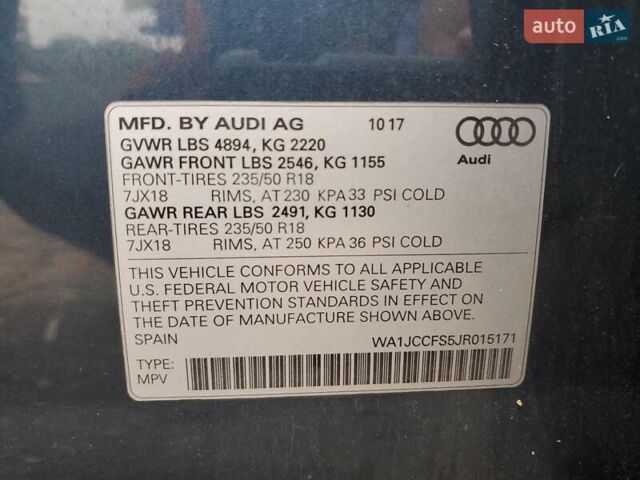 auto RIA.com
MFD. BY AUDI AG 10 17
GVWR LBS 4894, KG 2220
GAWR FRONT LBS 2546, KG 1155
Audi
FRONT-TIRES 235/50 R18
7JX18 RIMS, AT 230 KPA 33 PSI COLD
GAWR REAR LBS 2491, KG 1130
REAR-TIRES 235/50 R18
7JX18 RIMS, AT 250 KPA 36 PSI COLD
THIS VEHICLE CONFORMS TO ALL APPLICABLE
U.S. FEDERAL MOTOR VEHICLE SAFETY AND
THEFT PREVENTION STANDARDS IN EFFECT ON
THE DATE OF MANUFACTURE SHOWN ABOVE.
SPAIN WA1JCCFS5JR015171
TYPE:
MPV